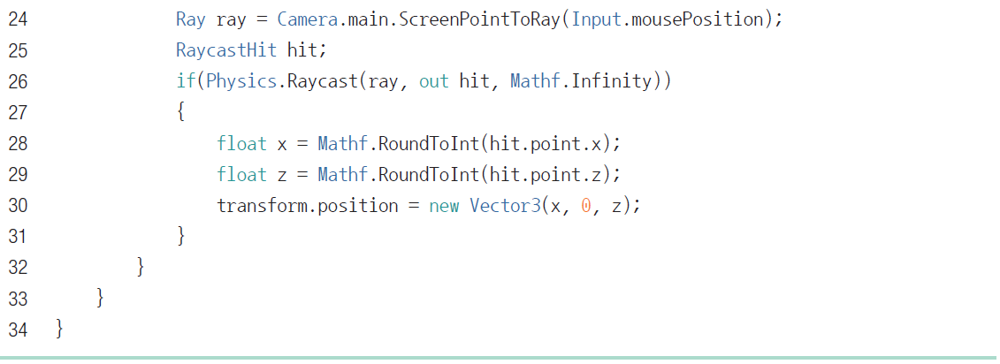 24 Ray ray = Camera.main.ScreenPointToRay(Input.mousePosition);
25 RaycastHit hit;
26 if(Physics.Raycast(ray, out hit, Mathf.Infinity))
27 {
28 float x = Mathf.RoundToInt(hit.point.x);
29 float z = Mathf.RoundToInt(hit.point.z);
30 transform.position = new Vector3(x, 0, z);
31 }
32 }
33 }
34 }